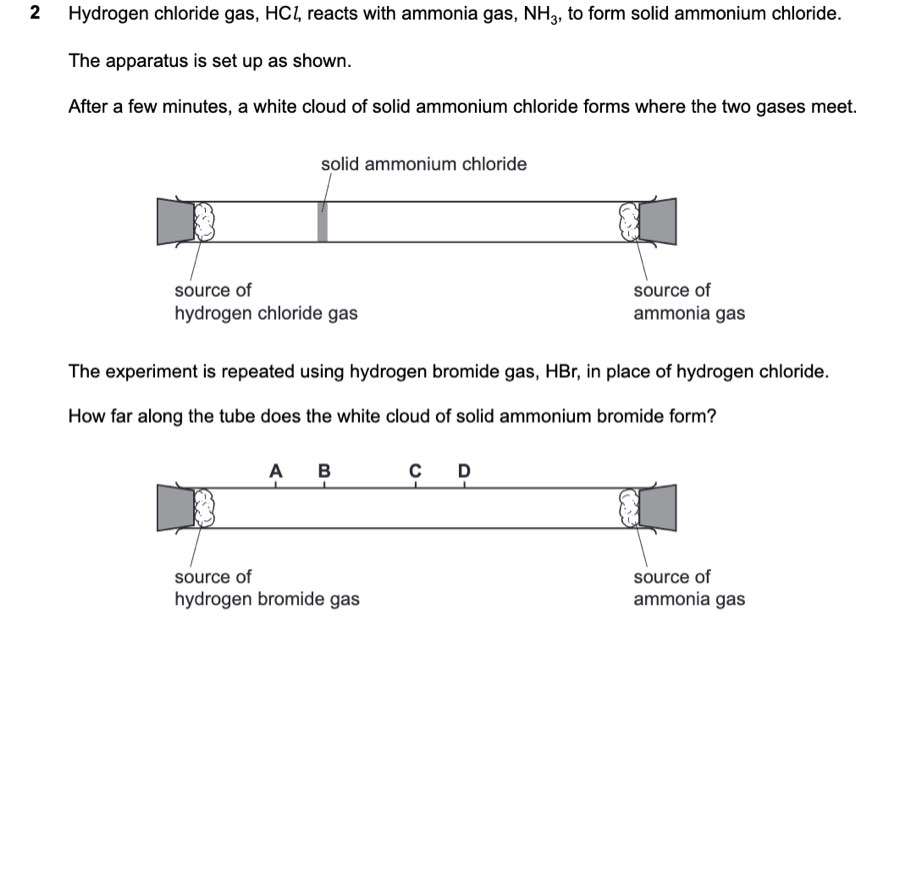 2 Hydrogen chloride gas, HCl, reacts with ammonia gas, NH₃, to form solid ammonium chloride.
The apparatus is set up as shown.
After a few minutes, a white cloud of solid ammonium chloride forms where the two gases meet.
solid ammonium chloride
source of
hydrogen chloride gas
source of
ammonia gas
The experiment is repeated using hydrogen bromide gas, HBr, in place of hydrogen chloride.
How far along the tube does the white cloud of solid ammonium bromide form?
A B C D
source of
hydrogen bromide gas
source of
ammonia gas